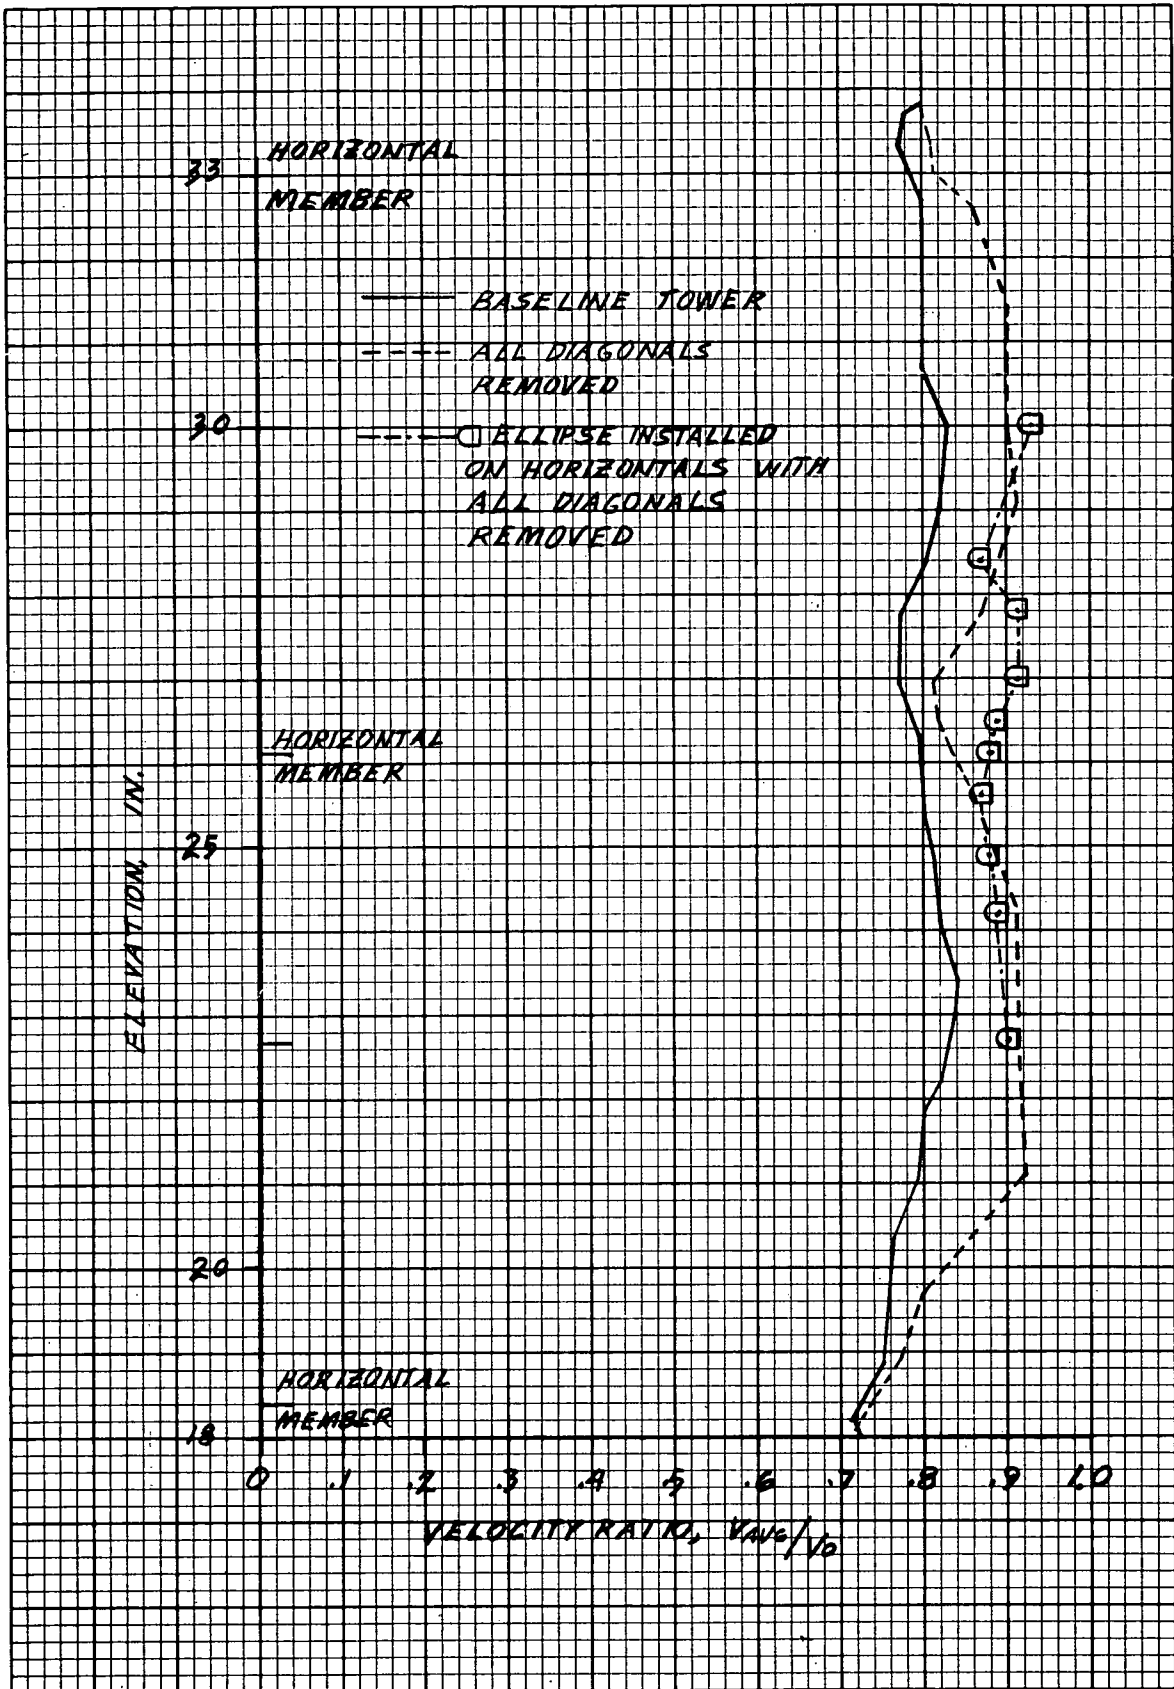 33
HORIZONTAL
MEMBER
BASELINE TOWER
ALL DIAGONALS
REMOVED
30
ELLIPSE INSTALLED
ON HORIZONTALS WITH
ALL DIAGONALS
REMOVED
HORIZONTAL
MEMBER
25
ELEVATION, IN.
20
HORIZONTAL
MEMBER
18
0 .1 .2 .3 .4 .5 .6 .7 .8 .9 1.0
VELOCITY RATIO, VAVG/VO